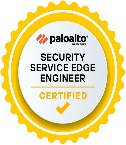 paloalto
SECURITY
SERVICE EDGE
ENGINEER
CERTIFIED